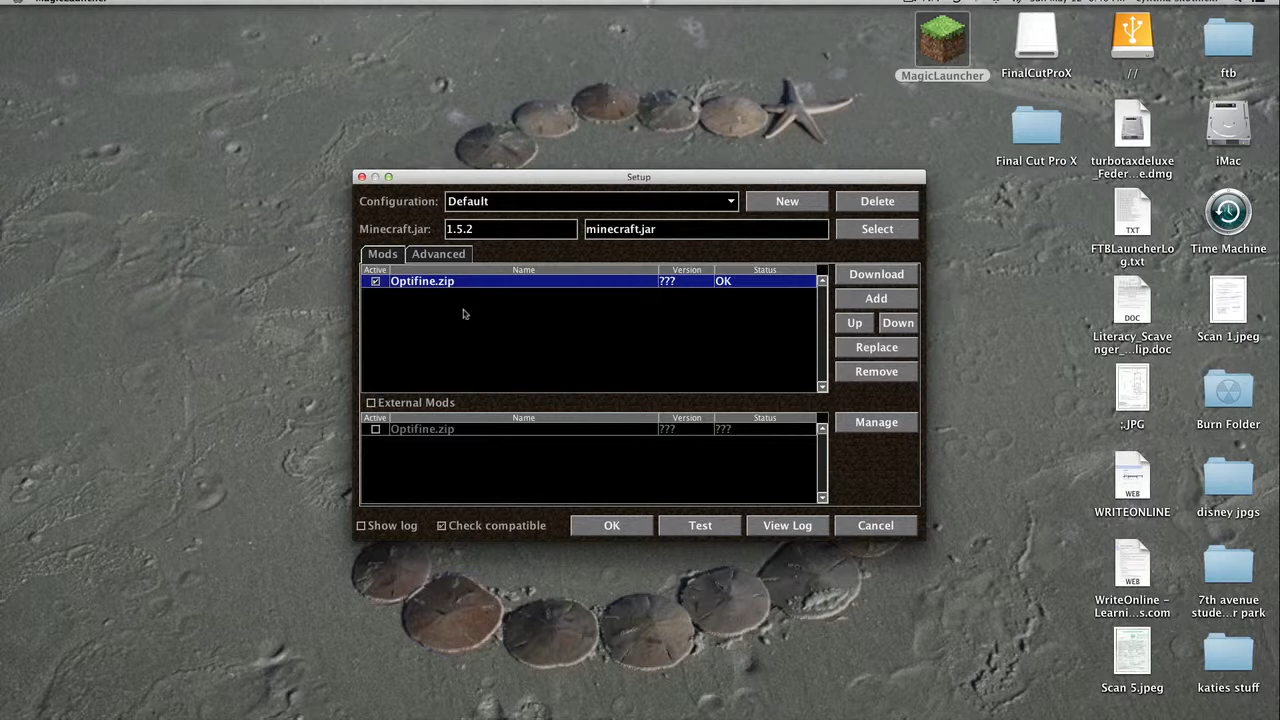 MagicLauncher
FinalCutProX
//
ftb
Final Cut Pro X
turbotaxdeluxe
_Feder...e.dmg
iMac
TXT
FTBLauncherLo
g.txt
Time Machine
DOC
Literacy_Scave
nger_...lip.doc
Scan 1.jpeg
;.JPG
Burn Folder
WEB
WRITEONLINE
disney jpgs
WEB
WriteOnline –
Learni...s.com
7th avenue
stude...r park
Scan 5.jpeg
katies stuff
Setup
Configuration:
Default
New
Delete
Minecraft.jar:
1.5.2
minecraft.jar
Select
Mods
Advanced
Active
Name
Version
Status
Optifine.zip
???
OK
Download
Add
Up
Down
Replace
Remove
External Mods
Active
Name
Version
Status
Optifine.zip
???
???
Manage
Show log
Check compatible
OK
Test
View Log
Cancel